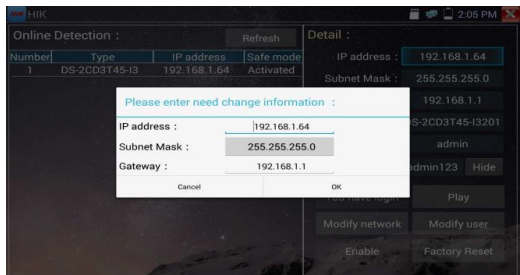 HIK 2:05 PM
Online Detection : Refresh
Number Type IP address Safe mode
1 DS-2CD3T45-I3 192.168.1.64 Activated
Detail :
IP address : 192.168.1.64
Subnet Mask : 255.255.255.0
192.168.1.1
S-2CD3T45-I3201
admin
dmin123 Hide
You have login Play
Modify network Modify user
Enable Factory Reset
Please enter need change information :
IP address : 192.168.1.64
Subnet Mask : 255.255.255.0
Gateway : 192.168.1.1
Cancel OK